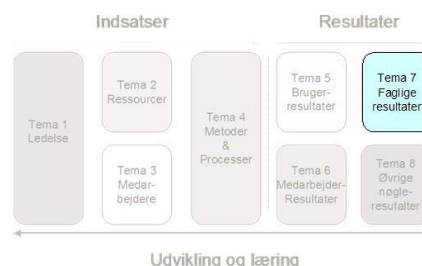 Indsatser
Resultater
Tema 1
Ledelse
Tema 2
Ressourcer
Tema 3
Medar-
bejdere
Tema 4
Metoder
&
Processer
Tema 5
Bruger-
resultater
Tema 6
Medarbejder-
Resultater
Tema 7
Faglige
resultater
Tema 8
Øvrige
nøgle-
resutalter
Udvikling og læring